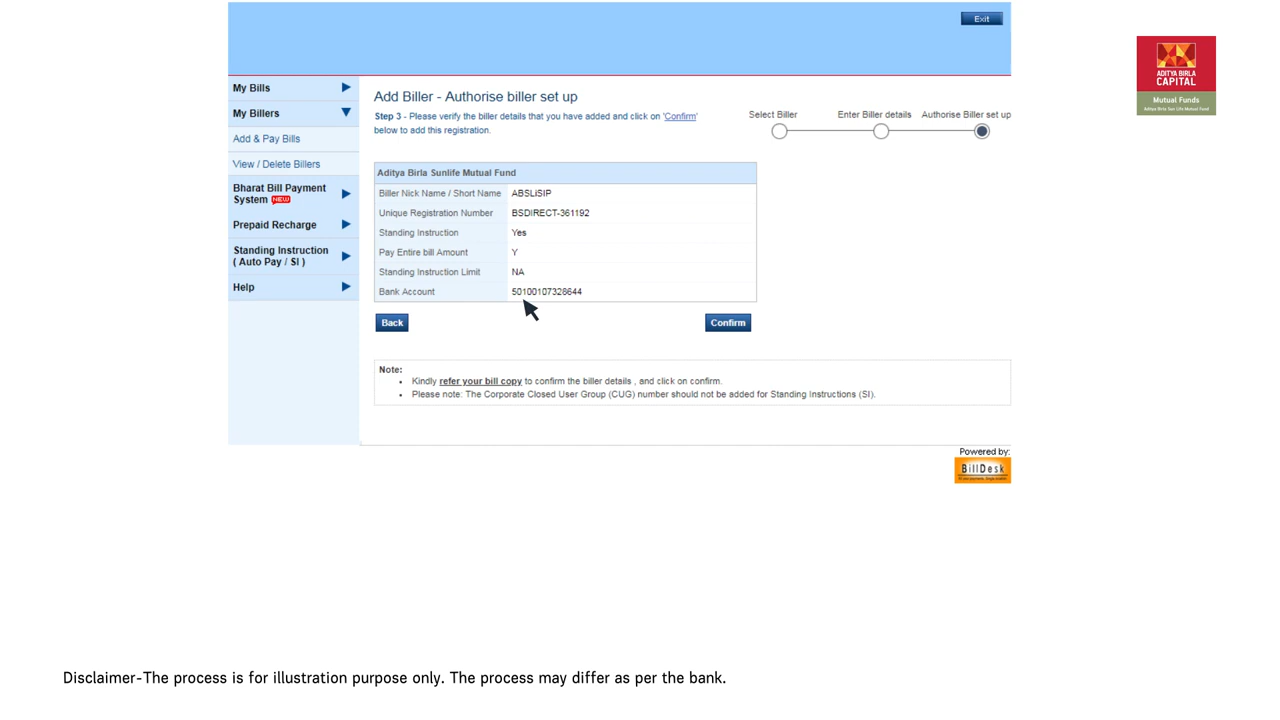 Exit
ADITYA BIRLA
CAPITAL
Mutual Funds
Aditya Birla Sun Life Mutual Fund
My Bills
My Billers
Add & Pay Bills
View / Delete Billers
Bharat Bill Payment
System NEW
Prepaid Recharge
Standing Instruction
( Auto Pay / SI )
Help
Add Biller - Authorise biller set up
Step 3 - Please verify the biller details that you have added and click on 'Confirm'
below to add this registration.
Select Biller
Enter Biller details
Authorise Biller set up
Aditya Birla Sunlife Mutual Fund
Biller Nick Name / Short Name ABSLiSIP
Unique Registration Number BSDIRECT-361192
Standing Instruction Yes
Pay Entire bill Amount Y
Standing Instruction Limit NA
Bank Account 50100107328644
Back
Confirm
Note:
Kindly refer your bill copy to confirm the biller details , and click on confirm.
Please note: The Corporate Closed User Group (CUG) number should not be added for Standing Instructions (SI).
Powered by:
BillDesk
Disclaimer-The process is for illustration purpose only. The process may differ as per the bank.